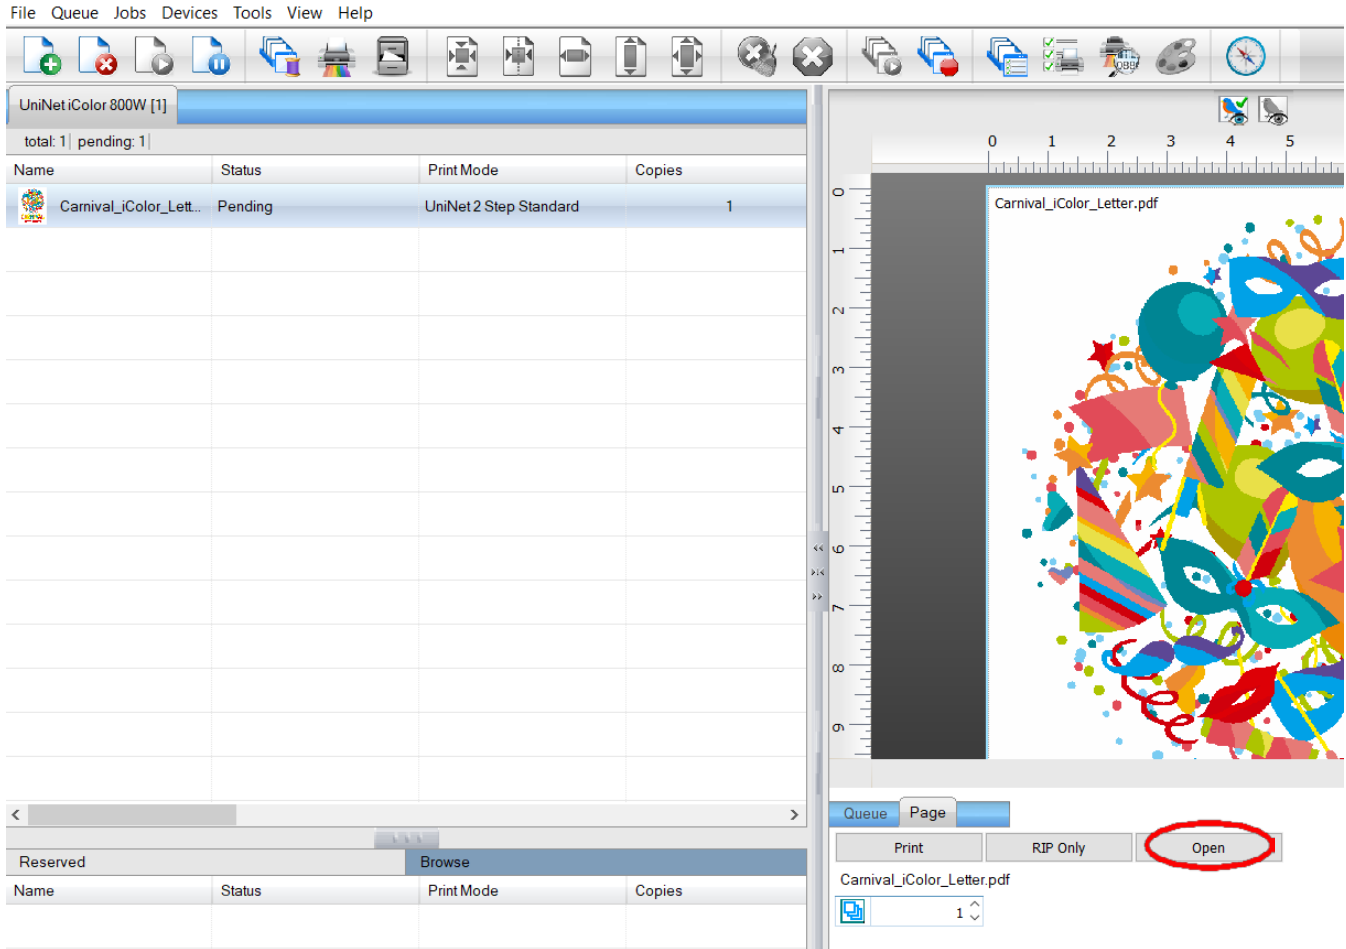 File Queue Jobs Devices Tools View Help
UniNet iColor 800W [1]
total: 1 pending: 1
Name Status Print Mode Copies
Carnival_iColor_Lett... Pending UniNet 2 Step Standard 1
Reserved Browse
Name Status Print Mode Copies
0 1 2 3 4 5
0
1
2
3
4
5
6
7
8
9
Carnival_iColor_Letter.pdf
Queue Page
Print RIP Only Open
Carnival_iColor_Letter.pdf
1